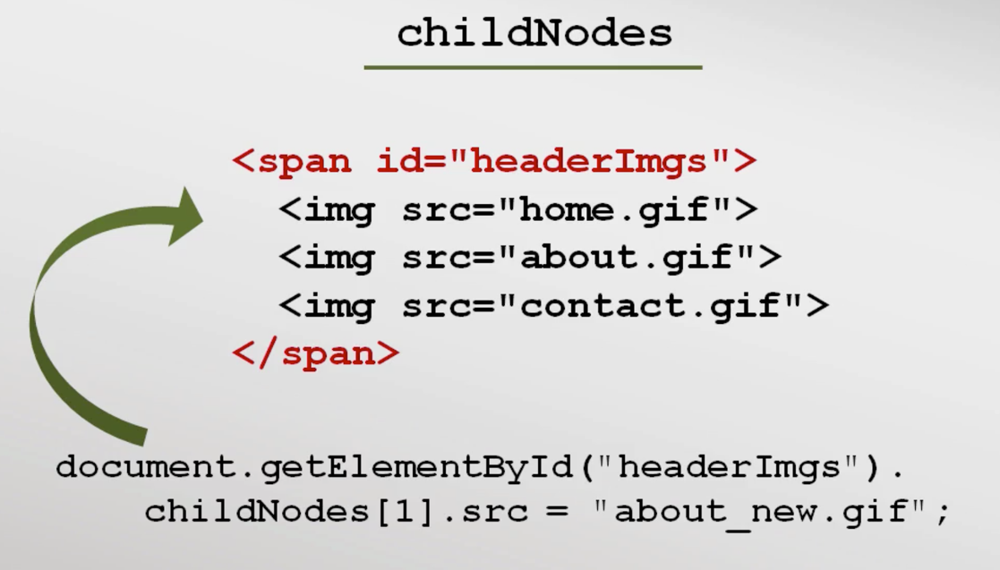 childNodes
<span id="headerImgs">
<img src="home.gif">
<img src="about.gif">
<img src="contact.gif">
</span>
document.getElementById("headerImgs").
childNodes[1].src = "about_new.gif";